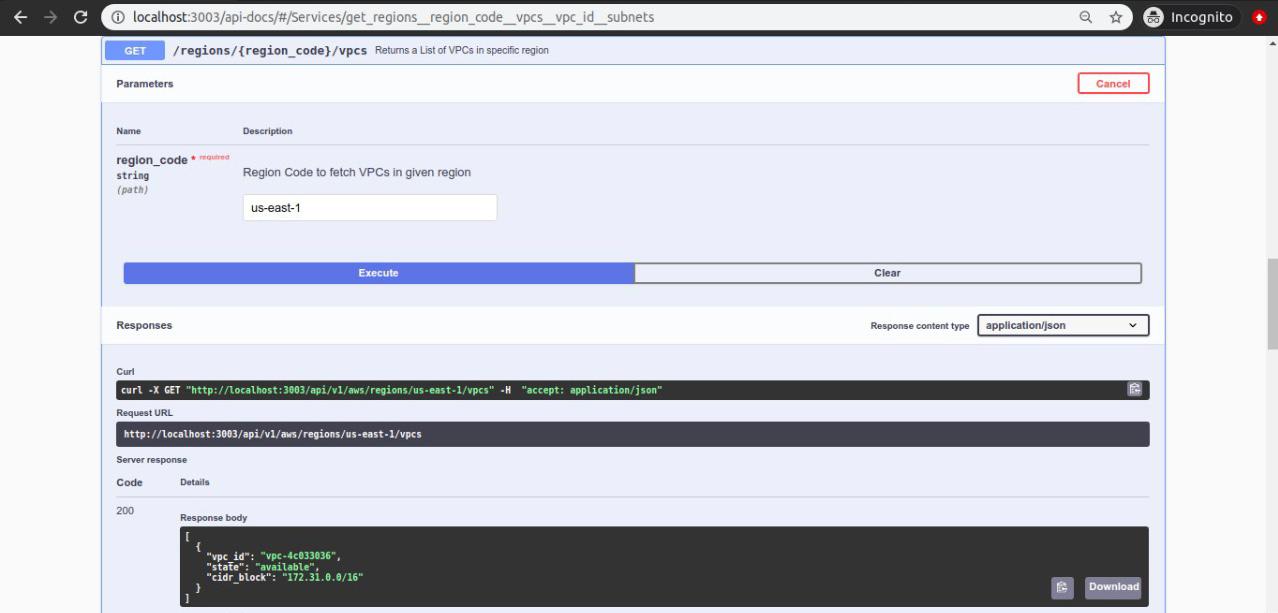 localhost:3003/api-docs/#/Services/get_regions__region_code__vpcs__vpc_id__subnets
Incognito
GET /regions/{region_code}/vpcs Returns a List of VPCs in specific region
Parameters
Cancel
Name Description
region_code * required
string
(path)
Region Code to fetch VPCs in given region
us-east-1
Execute Clear
Responses
Response content type application/json
Curl
curl -X GET "http://localhost:3003/api/v1/aws/regions/us-east-1/vpcs" -H  "accept: application/json"
Request URL
http://localhost:3003/api/v1/aws/regions/us-east-1/vpcs
Server response
Code Details
200
Response body
[
  {
    "vpc_id": "vpc-4c033036",
    "state": "available",
    "cidr_block": "172.31.0.0/16"
  }
]
Download